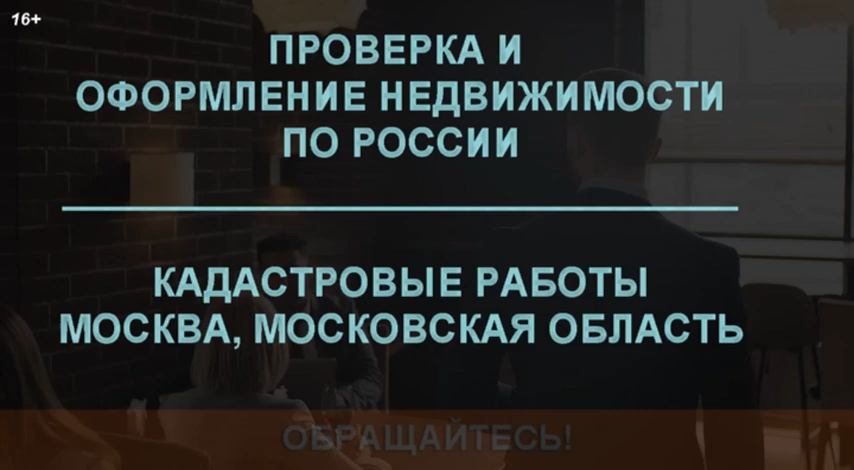 16+
ПРОВЕРКА И
ОФОРМЛЕНИЕ НЕДВИЖИМОСТИ
ПО РОССИИ
КАДАСТРОВЫЕ РАБОТЫ
МОСКВА, МОСКОВСКАЯ ОБЛАСТЬ
ОБРАЩАЙТЕСЬ!